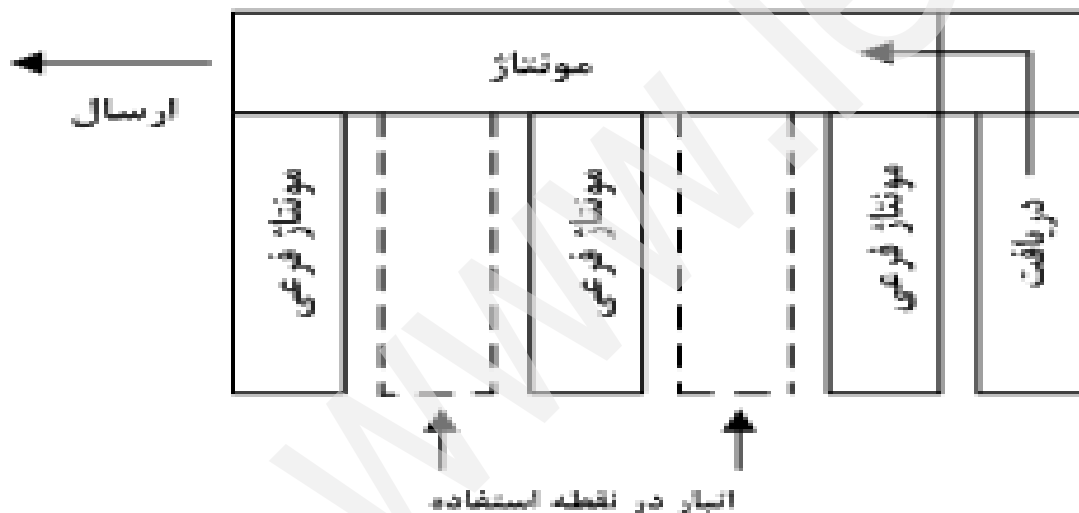 مونتاژ
ارسال
دریافت
مونتاژ فرعی
مونتاژ فرعی
مونتاژ فرعی
انبار در نقطه استفاده